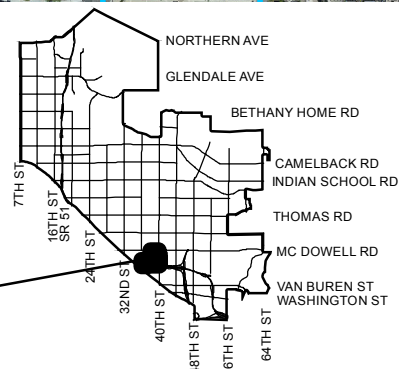 NORTHERN AVE
GLENDALE AVE
BETHANY HOME RD
CAMELBACK RD
INDIAN SCHOOL RD
THOMAS RD
MC DOWELL RD
VAN BUREN ST
WASHINGTON ST
7TH ST
16TH ST
SR 51
24TH ST
32ND ST
40TH ST
48TH ST
64TH ST